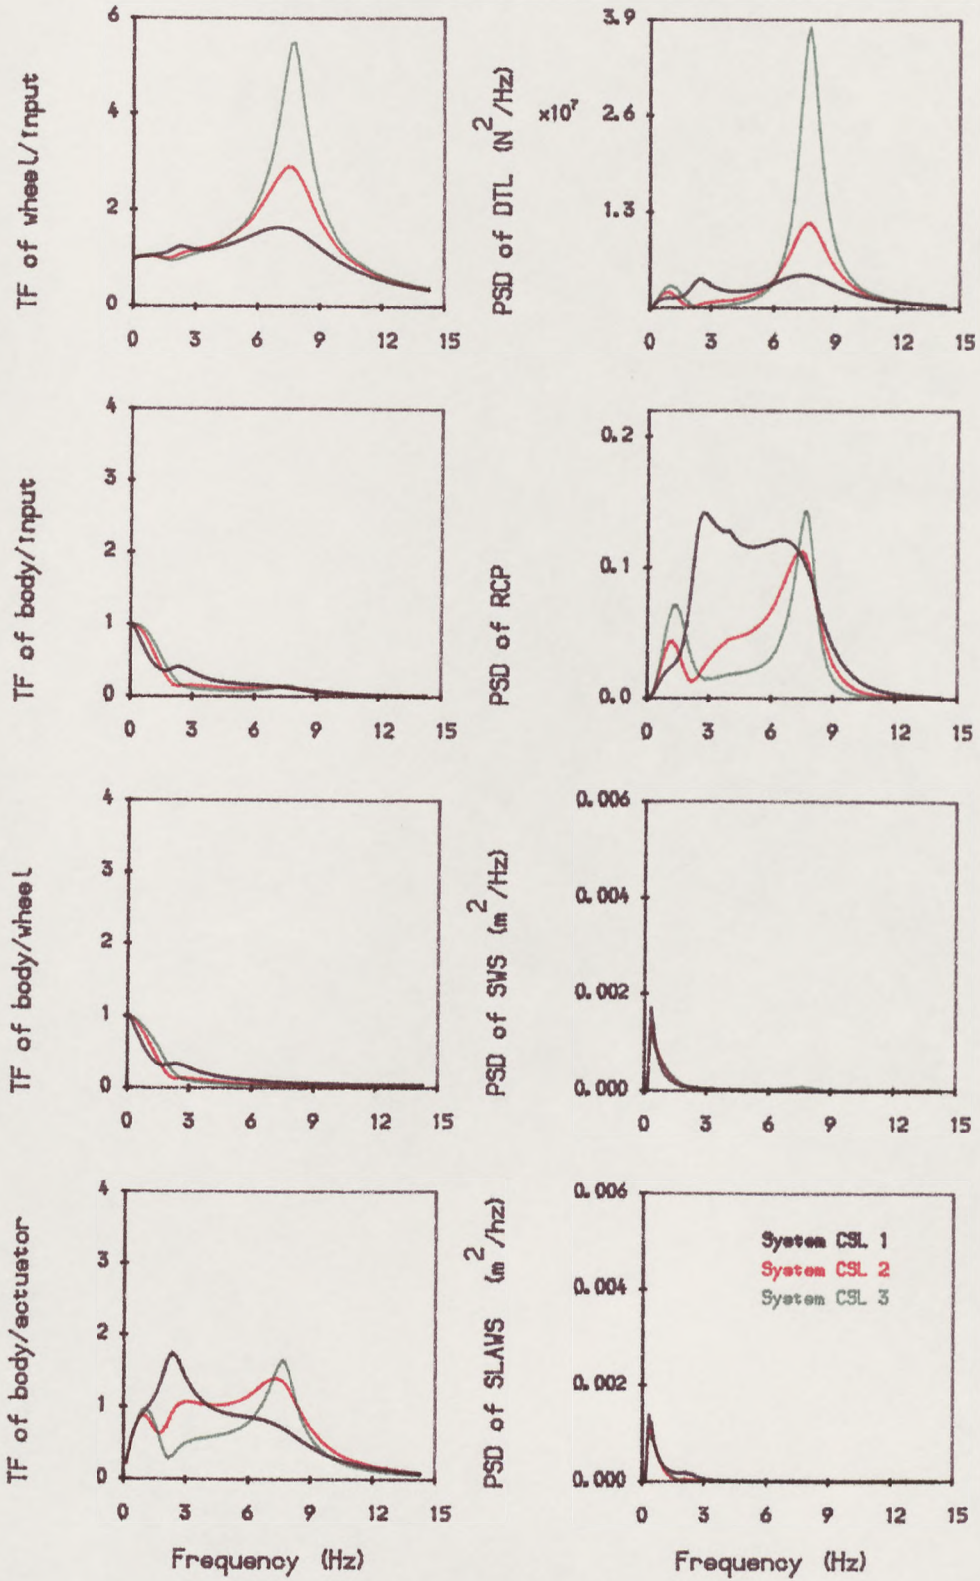 TF of wheel/input
6
4
2
0
0 3 6 9 12 15
PSD of DTL (N²/Hz)
×10⁷
3.9
2.6
1.3
0 3 6 9 12 15
TF of body/input
4
3
2
1
0
0 3 6 9 12 15
PSD of RCP
0.2
0.1
0.0
0 3 6 9 12 15
TF of body/wheel
4
3
2
1
0
0 3 6 9 12 15
PSD of SWS (m²/Hz)
0.006
0.004
0.002
0.000
0 3 6 9 12 15
TF of body/actuator
4
3
2
1
0
0 3 6 9 12 15
Frequency (Hz)
PSD of SLAWS (m²/hz)
0.006
0.004
0.002
0.000
System CSL 1
System CSL 2
System CSL 3
0 3 6 9 12 15
Frequency (Hz)